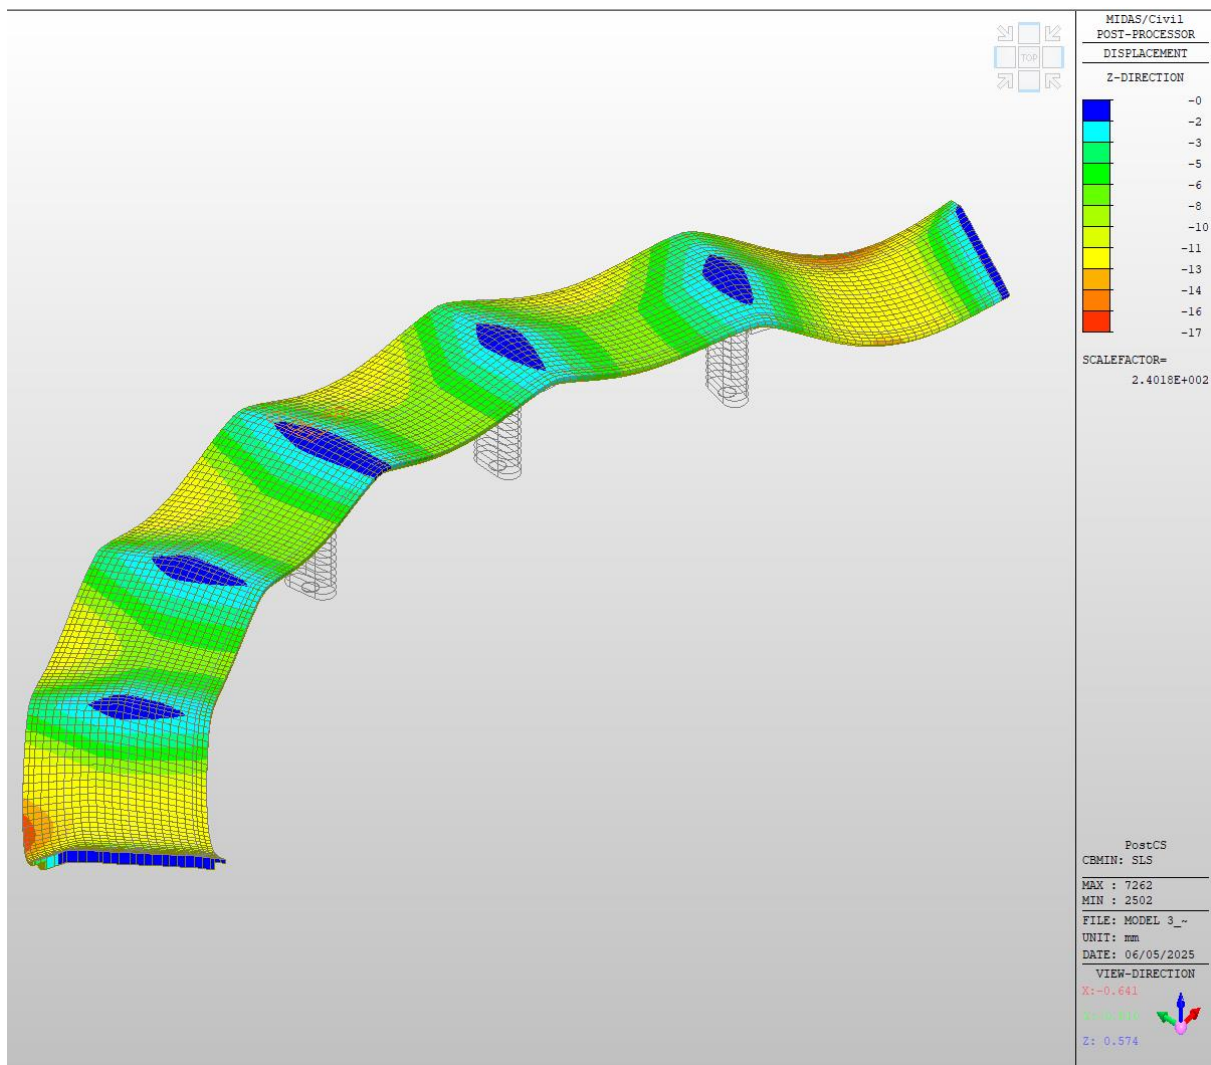 TOP
MIDAS/Civil
POST-PROCESSOR
DISPLACEMENT
Z-DIRECTION
-0
-2
-3
-5
-6
-8
-10
-11
-13
-14
-16
-17
SCALEFACTOR=
2.4018E+002
PostCS
CBMIN: SLS
MAX : 7262
MIN : 2502
FILE: MODEL 3_~
UNIT: mm
DATE: 06/05/2025
VIEW-DIRECTION
X:-0.641
Z: 0.574